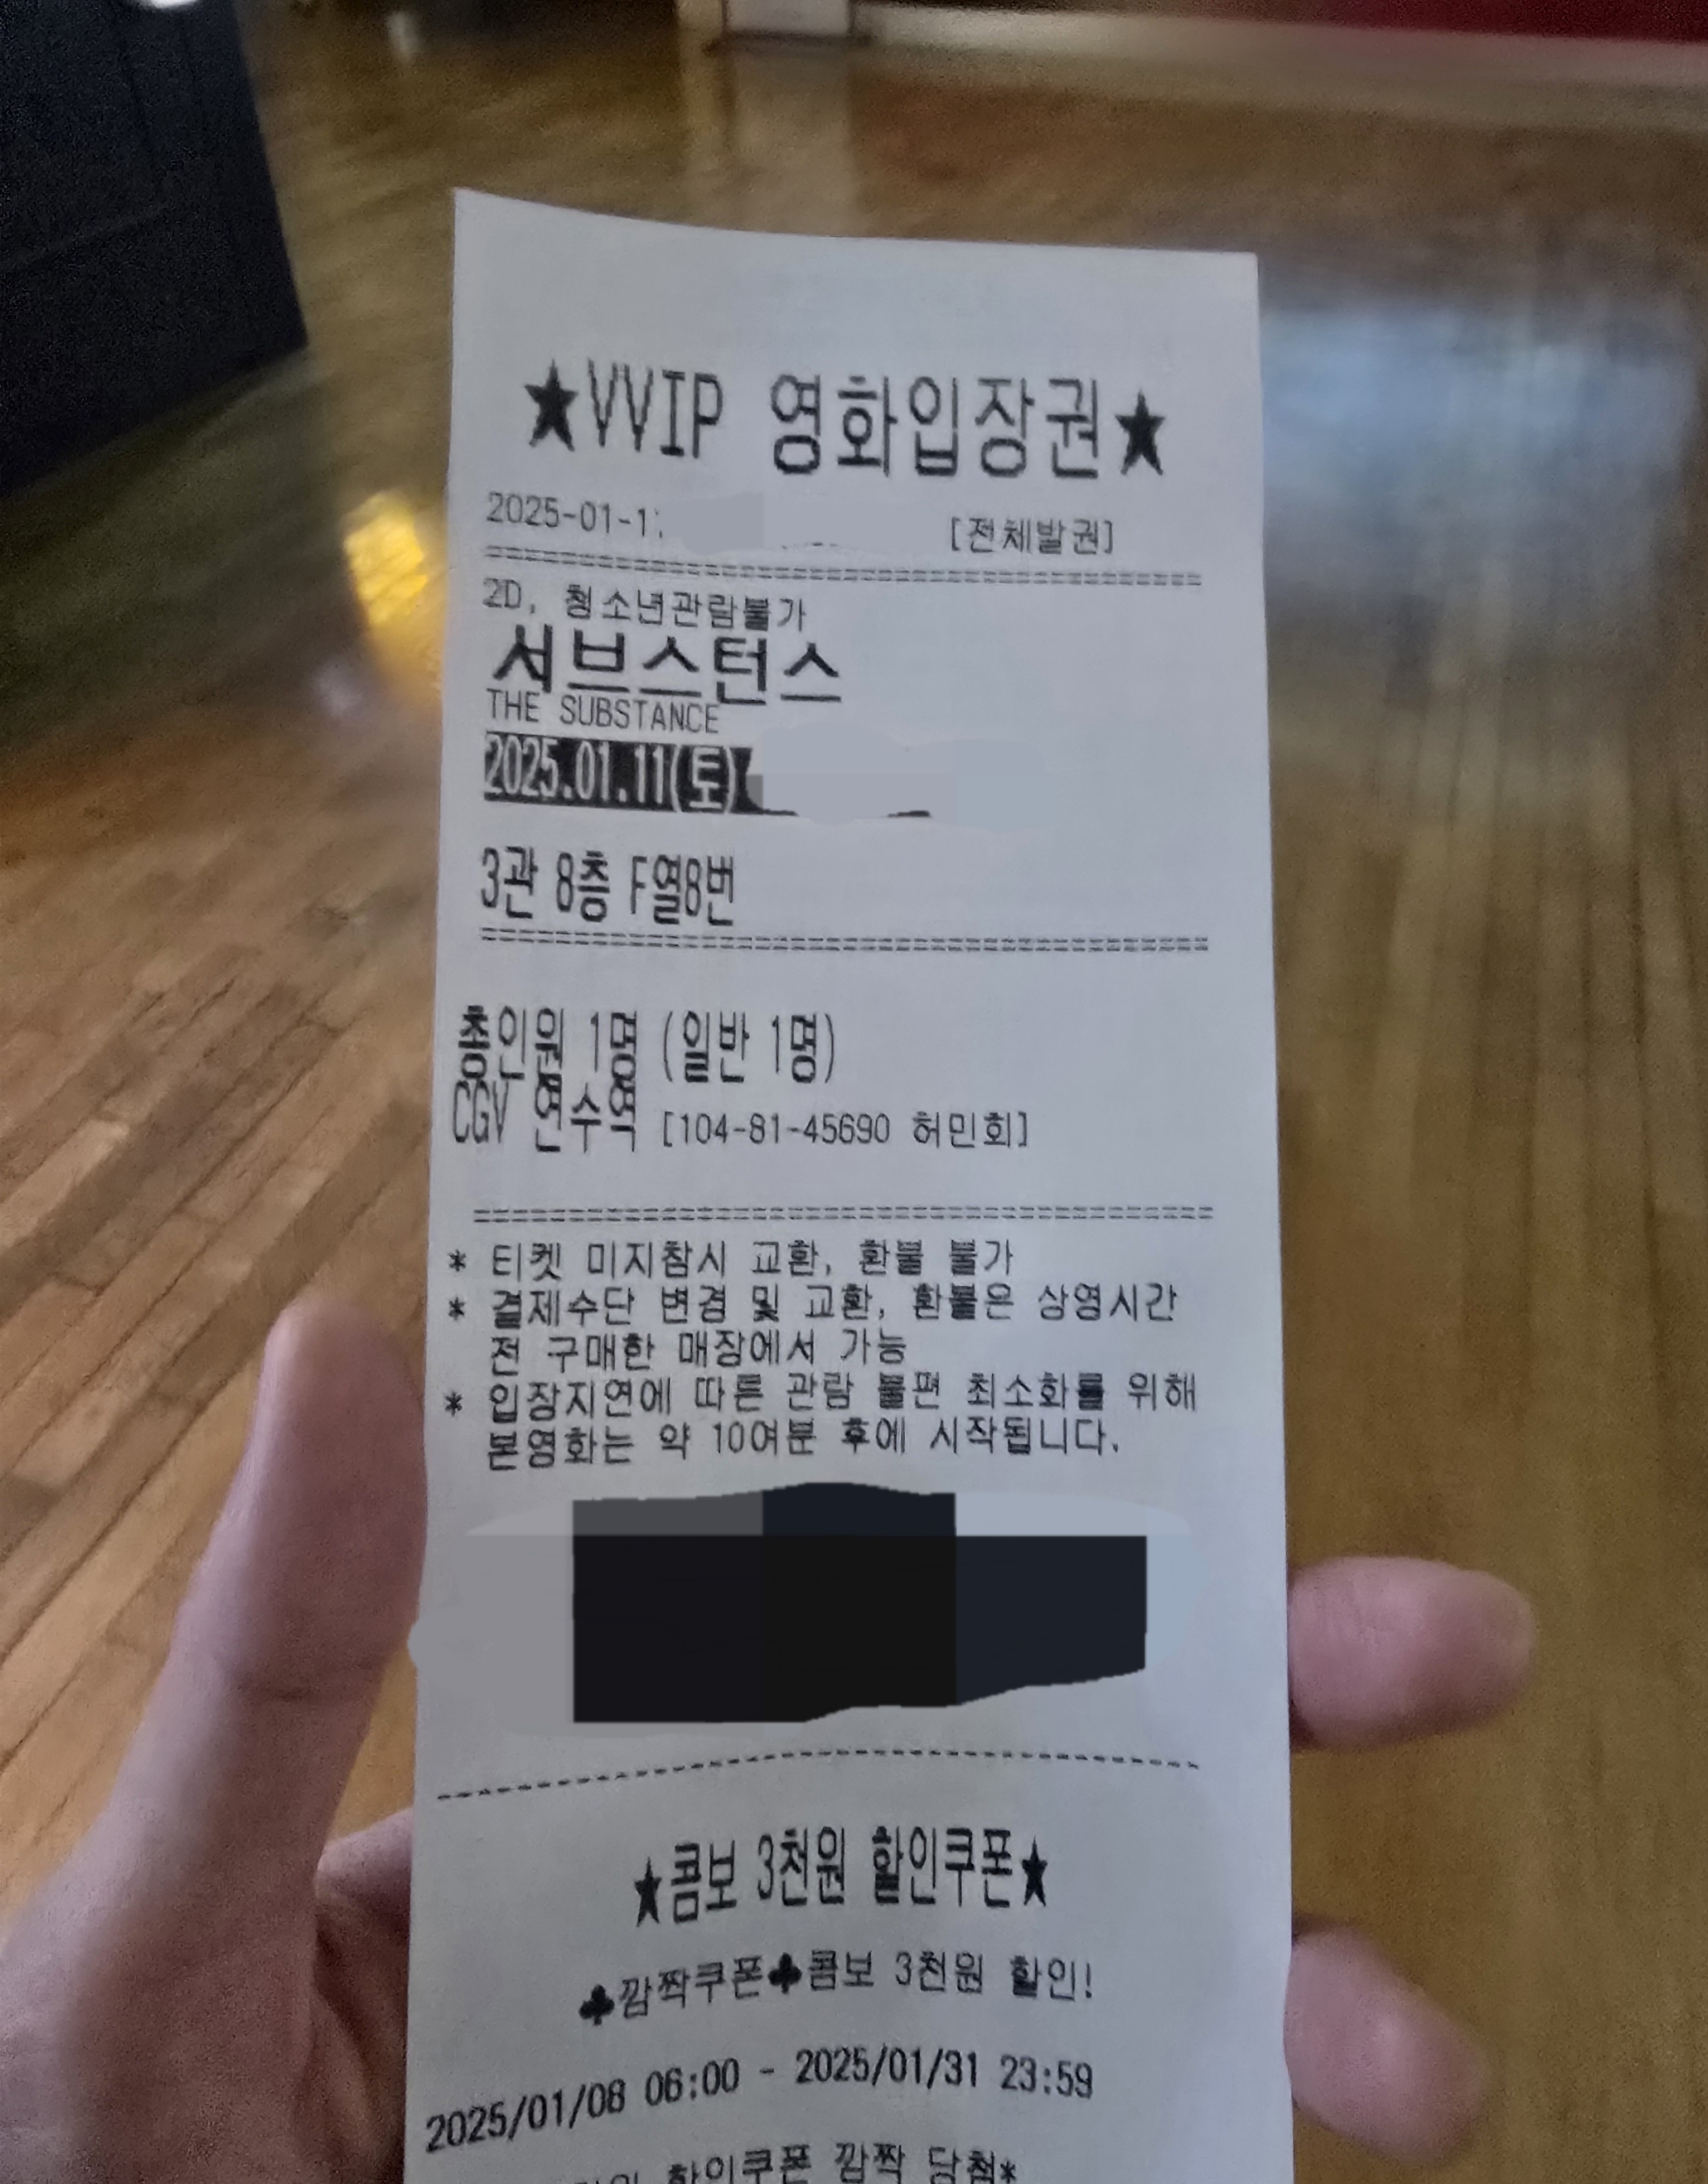 ★VVIP 영화입장권★
2025-01-1 [전체발권]
2D, 청소년관람불가
서브스턴스
THE SUBSTANCE
2025.01.11(토)
3관 8층 F열8번
총인원 1명 (일반 1명)
CGV 연수역 [104-81-45690 허민회]
* 티켓 미지참시 교환, 환불 불가
* 결제수단 변경 및 교환, 환불은 상영시간
전 구매한 매장에서 가능
* 입장지연에 따른 관람 불편 최소화를 위해
본영화는 약 10여분 후에 시작됩니다.
★콤보 3천원 할인쿠폰★
♣깜짝쿠폰♣콤보 3천원 할인!
2025/01/08 06:00 - 2025/01/31 23:59
할인쿠폰 깜짝 당첨*